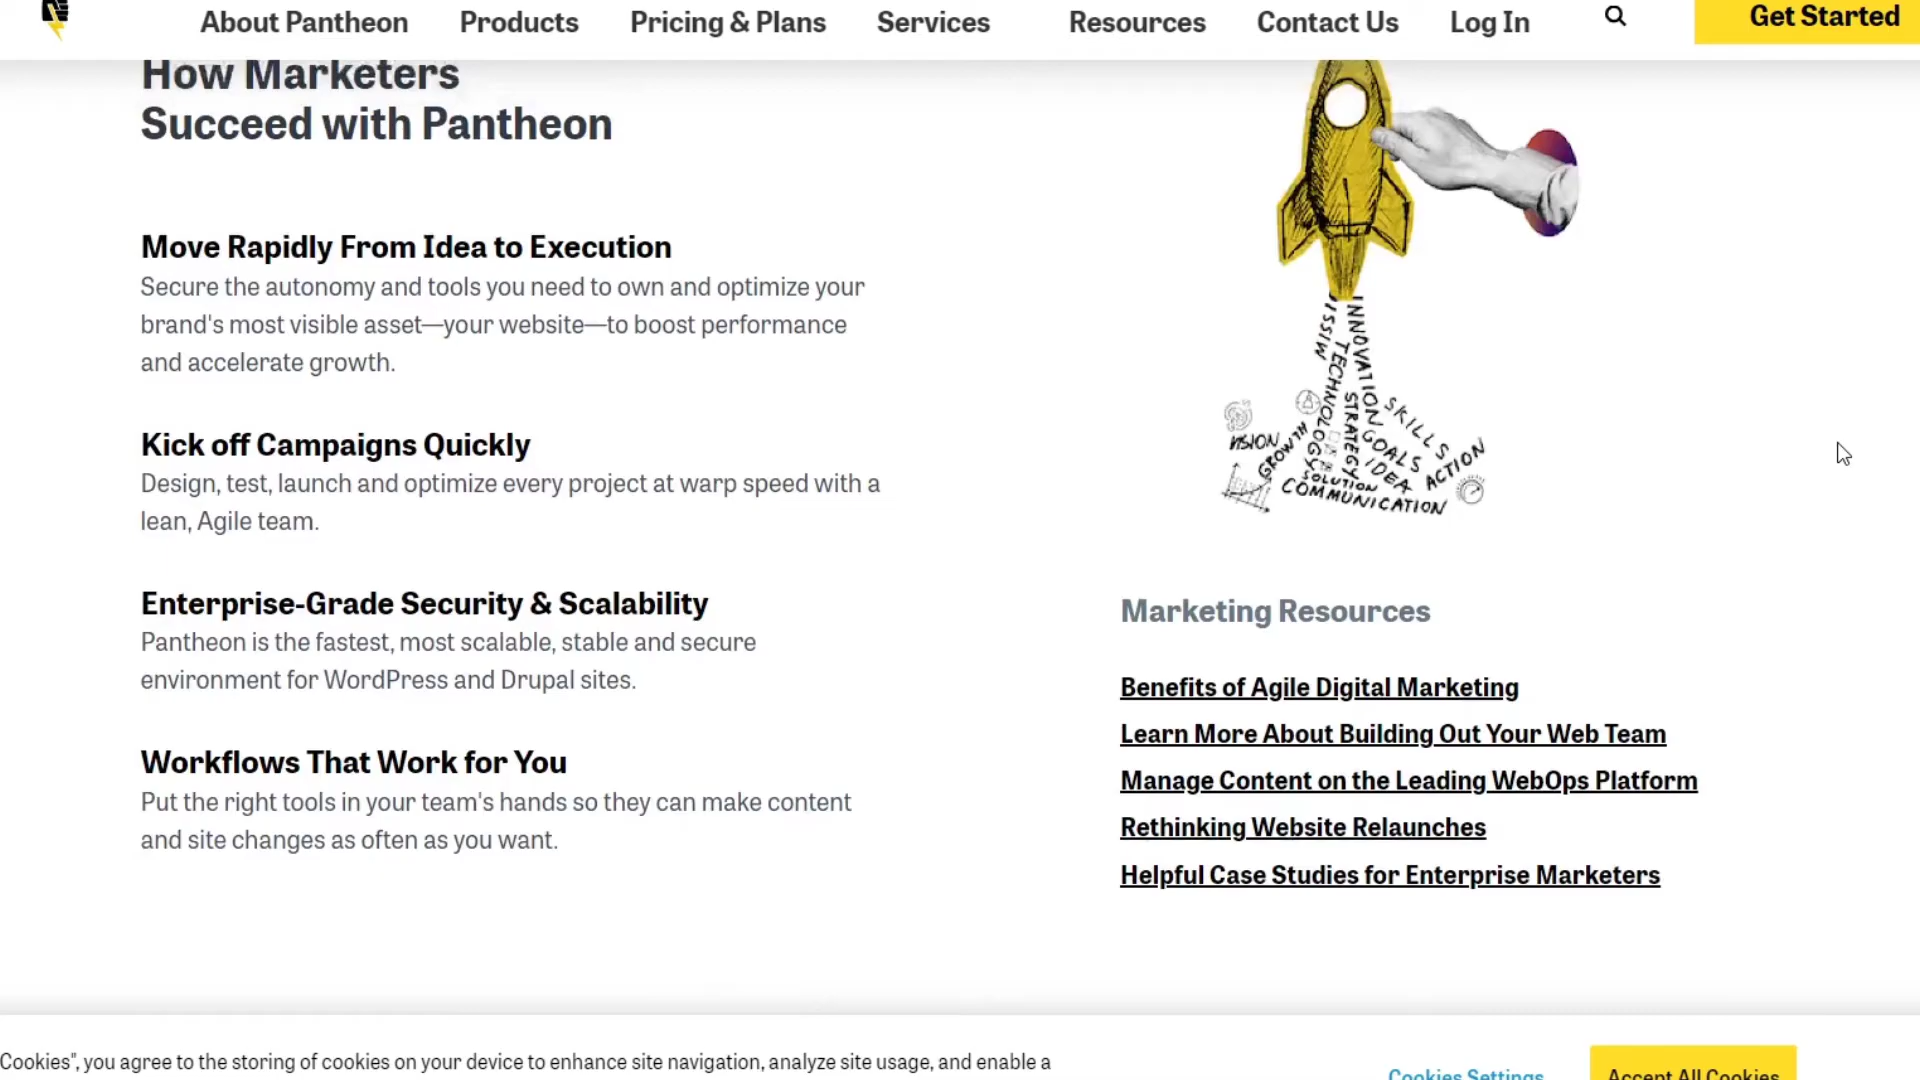 About Pantheon
Products
Pricing & Plans
Services
Resources
Contact Us
Log In
Get Started
How Marketers
Succeed with Pantheon
Move Rapidly From Idea to Execution
Secure the autonomy and tools you need to own and optimize your
brand's most visible asset—your website—to boost performance
and accelerate growth.
Kick off Campaigns Quickly
Design, test, launch and optimize every project at warp speed with a
lean, Agile team.
Enterprise-Grade Security & Scalability
Pantheon is the fastest, most scalable, stable and secure
environment for WordPress and Drupal sites.
Workflows That Work for You
Put the right tools in your team's hands so they can make content
and site changes as often as you want.
MISSI
INNOVATION
TECHNOLOGY
STRATEGY
SKILLS
GOALS
IDEA
ACTION
VISION
GROWTH
SOLUTION
COMMUNICATION
Marketing Resources
Benefits of Agile Digital Marketing
Learn More About Building Out Your Web Team
Manage Content on the Leading WebOps Platform
Rethinking Website Relaunches
Helpful Case Studies for Enterprise Marketers
Cookies", you agree to the storing of cookies on your device to enhance site navigation, analyze site usage, and enable a
Cookies Settings
Accept All Cookies